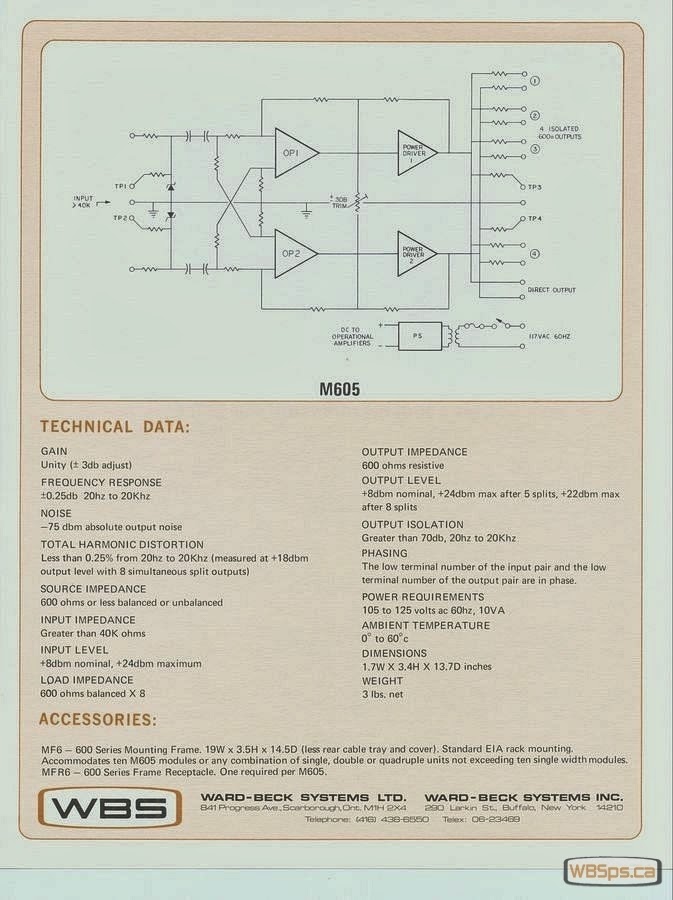 1
2
4 ISOLATED
600Ω OUTPUTS
3
OP1
POWER
DRIVER
1
TP1
TP3
INPUT
>40K
± 3DB
TRIM
TP2
TP4
OP2
POWER
DRIVER
2
4
DIRECT OUTPUT
DC TO
OPERATIONAL
AMPLIFIERS
+
−
PS
117VAC 60HZ
M605
TECHNICAL DATA:
GAIN
Unity (± 3db adjust)
FREQUENCY RESPONSE
±0.25db 20hz to 20Khz
NOISE
−75 dbm absolute output noise
TOTAL HARMONIC DISTORTION
Less than 0.25% from 20hz to 20Khz (measured at +18dbm
output level with 8 simultaneous split outputs)
SOURCE IMPEDANCE
600 ohms or less balanced or unbalanced
INPUT IMPEDANCE
Greater than 40K ohms
INPUT LEVEL
+8dbm nominal, +24dbm maximum
LOAD IMPEDANCE
600 ohms balanced X 8
OUTPUT IMPEDANCE
600 ohms resistive
OUTPUT LEVEL
+8dbm nominal, +24dbm max after 5 splits, +22dbm max
after 8 splits
OUTPUT ISOLATION
Greater than 70db, 20hz to 20Khz
PHASING
The low terminal number of the input pair and the low
terminal number of the output pair are in phase.
POWER REQUIREMENTS
105 to 125 volts ac 60hz, 10VA
AMBIENT TEMPERATURE
0° to 60°c
DIMENSIONS
1.7W X 3.4H X 13.7D inches
WEIGHT
3 lbs. net
ACCESSORIES:
MF6 – 600 Series Mounting Frame. 19W x 3.5H x 14.5D (less rear cable tray and cover). Standard EIA rack mounting.
Accommodates ten M605 modules or any combination of single, double or quadruple units not exceeding ten single width modules.
MFR6 – 600 Series Frame Receptacle. One required per M605.
WBS
WARD-BECK SYSTEMS LTD. WARD-BECK SYSTEMS INC.
841 Progress Ave., Scarborough, Ont. M1H 2X4 290 Larkin St., Buffalo, New York 14210
Telephone: (416) 438-6550 Telex: 06-23469
WBSps.ca